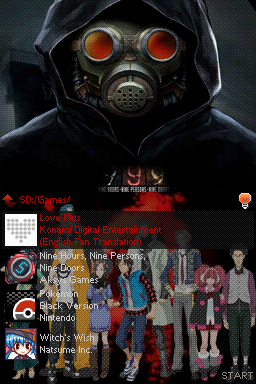 999
NINE HOURS·NINE PERSONS·NINE DOORS
SD:/Games/
Love Plus
Konami Digital Entertainment
(English Fan Translation)
Nine Hours, Nine Persons,
Nine Doors
Aksys Games
Pokémon
Black Version
Nintendo
Witch's Wish
Natsume Inc.
START